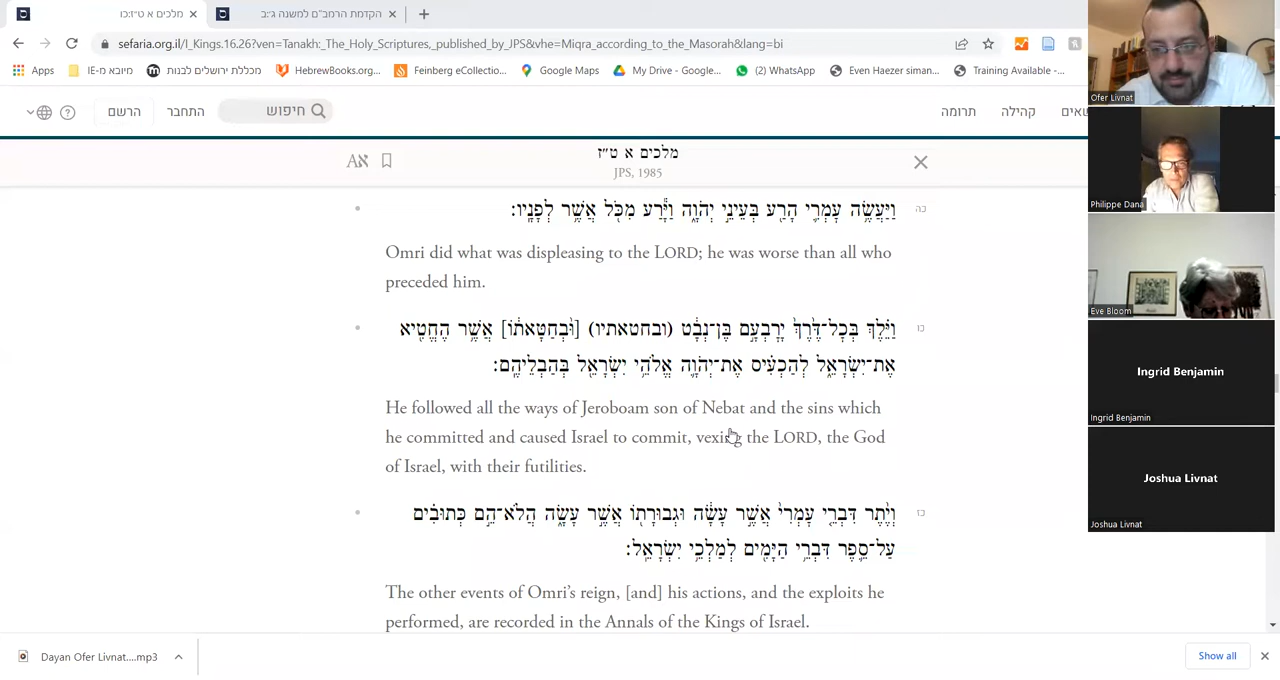 מלכים א ט"ז:כו
הקדמת הרמב"ם למשנה ג׳:ב
sefaria.org.il/I_Kings.16.26?ven=Tanakh:_The_Holy_Scriptures,_published_by_JPS&vhe=Miqra_according_to_the_Masorah&lang=bi
Apps
מיובא מ-IE
מכללת ירושלים לבנות
HebrewBooks.org...
Feinberg eCollectio...
Google Maps
My Drive - Google...
(2) WhatsApp
Even Haezer siman...
Training Available -...
הרשם
התחבר
חיפוש
תרומה
קהילה
מלכים א ט״ז
JPS, 1985
כה
וַיַּעֲשֶׂ֥ה עׇמְרִ֛י הָרַ֖ע בְּעֵינֵ֣י יְהֹוָ֑ה וַיָּ֕רַע מִכֹּ֖ל אֲשֶׁ֥ר לְפָנָֽיו׃
Omri did what was displeasing to the LORD; he was worse than all who
preceded him.
כו
וַיֵּ֗לֶךְ בְּכׇל־דֶּ֙רֶךְ֙ יָרׇבְעָ֣ם בֶּן־נְבָ֔ט (ובחטאתיו) [וּ֨בְחַטָּאת֔וֹ] אֲשֶׁ֥ר הֶחֱטִ֖יא
אֶת־יִשְׂרָאֵ֑ל לְהַכְעִ֗יס אֶת־יְהֹוָ֛ה אֱלֹהֵ֥י יִשְׂרָאֵ֖ל בְּהַבְלֵיהֶֽם׃
He followed all the ways of Jeroboam son of Nebat and the sins which
he committed and caused Israel to commit, vexing the LORD, the God
of Israel, with their futilities.
כז
וְיֶ֨תֶר דִּבְרֵ֤י עׇמְרִי֙ אֲשֶׁ֣ר עָשָׂ֔ה וּגְבוּרָת֖וֹ אֲשֶׁ֣ר עָשָׂ֑ה הֲלֹא־הֵ֣ם כְּתוּבִ֗ים
עַל־סֵ֛פֶר דִּבְרֵ֥י הַיָּמִ֖ים לְמַלְכֵ֥י יִשְׂרָאֵֽל׃
The other events of Omri’s reign, [and] his actions, and the exploits he
performed, are recorded in the Annals of the Kings of Israel.
Dayan Ofer Livnat....mp3
Show all
Ofer Livnat
Philippe Dana
Eve Bloom
Ingrid Benjamin
Ingrid Benjamin
Joshua Livnat
Joshua Livnat